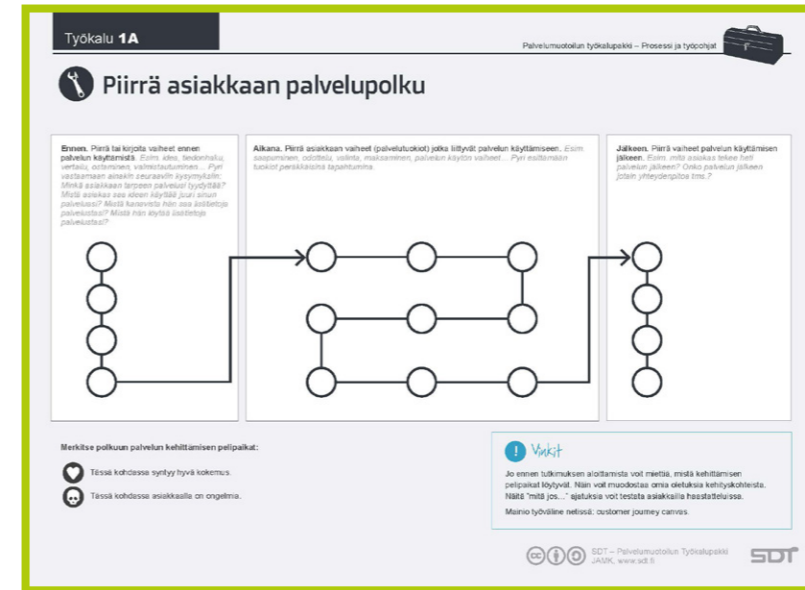 Työkalu 1A
Palvelumuotoilun työkalupakki – Prosessi ja työpohjat
Piirrä asiakkaan palvelupolku
Ennen. Piirrä tai kirjoita vaiheet ennen
palvelun käyttämistä. Esim. idea, tiedonhaku,
vertailu, ostaminen, valmistautuminen... Pyri
vastaamaan ainakin seuraaviin kysymyksiin:
Minkä asiakkaan tarpeen palvelusi tyydyttää?
Mistä asiakas saa idean käyttää juuri sinun
palveluasi? Mistä kanavista hän saa lisätietoja
palvelustasi? Mistä hän löytää lisätietoja
palvelustasi?
Aikana. Piirrä asiakkaan vaiheet (palvelutuokiot) jotka liittyvät palvelun käyttämiseen. Esim.
saapuminen, odottelu, valinta, maksaminen, palvelun käytön vaiheet... Pyri esittämään
tuokiot peräkkäisinä tapahtumina.
Jälkeen. Piirrä vaiheet palvelun käyttämisen
jälkeen. Esim. mitä asiakas tekee heti
palvelun jälkeen? Onko palvelun jälkeen
jotain yhteydenpitoa tms.?
Merkitse polkuun palvelun kehittämisen pelipaikat:
Tässä kohdassa syntyy hyvä kokemus.
Tässä kohdassa asiakkaalla on ongelmia.
! Vinkit
Jo ennen tutkimuksen aloittamista voit miettiä, mistä kehittämisen
pelipaikat löytyvät. Näin voit muodostaa omia oletuksia kehityskohteista.
Näitä "mitä jos..." ajatuksia voit testata asiakkailla haastatteluissa.
Mainio työväline netissä: customer journey canvas.
SDT – Palvelumuotoilun Työkalupakki
JAMK, www.sdt.fi
SDT